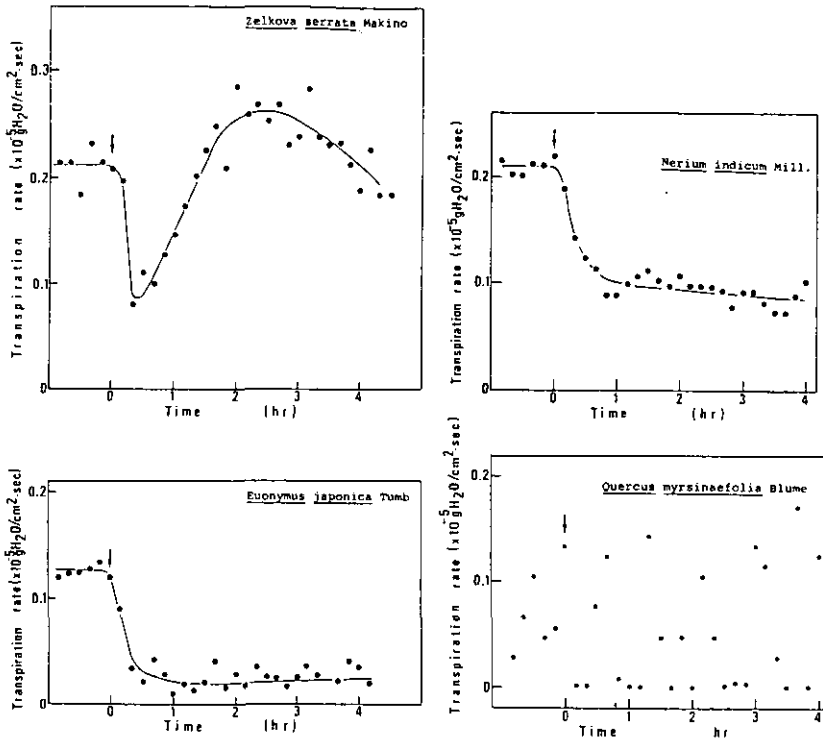 Zelkova serrata Makino
Transpiration rate (x10⁻⁵gH₂O/cm²·sec)
0.3
0.2
0.1
0
0 1 2 3 4
Time (hr)
Nerium indicum Mill.
Transpiration rate (x10⁻⁵gH₂O/cm²·sec)
0.2
0.1
0
0 1 2 3 4
Time (hr)
Euonymus japonica Tumb
Transpiration rate (x10⁻⁵gH₂O/cm²·sec)
0.2
0.1
0
0 1 2 3 4
Time (hr)
Quercus myrsinaefolia Blume
Transpiration rate (x10⁻⁵gH₂O/cm²·sec)
0.2
0.1
0
0 1 2 3 4
Time hr